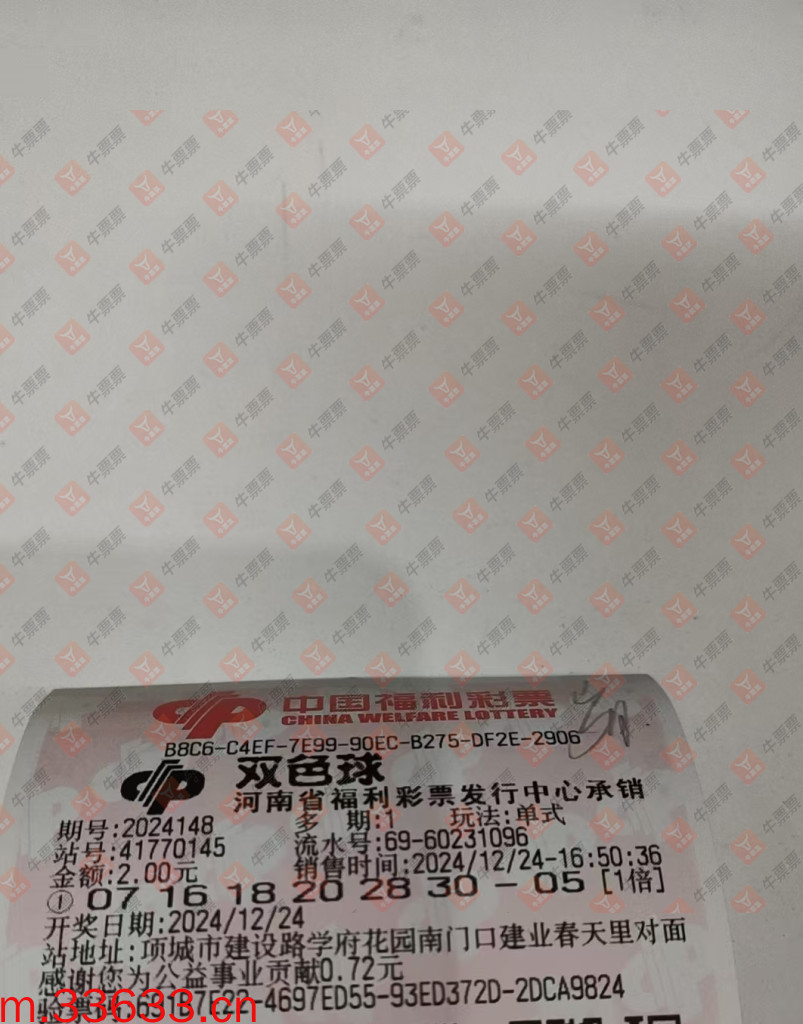 中国福利彩票
CHINA WELFARE LOTTERY
B8C6-C4EF-7E99-90EC-B275-DF2E-2906
双色球
河南省福利彩票发行中心承销
期号:2024148 多 期:1 玩法:单式
站号:41770145 流水号:69-60231096
金额:2.00元 销售时间:2024/12/24-16:50:36
① 07 16 18 20 28 30 - 05 [1倍]
开奖日期:2024/12/24
站地址:项城市建设路学府花园南门口建业春天里对面
感谢您为公益事业贡献0.72元
4697ED55-93ED372D-2DCA9824
m.33633.cn
牛票票